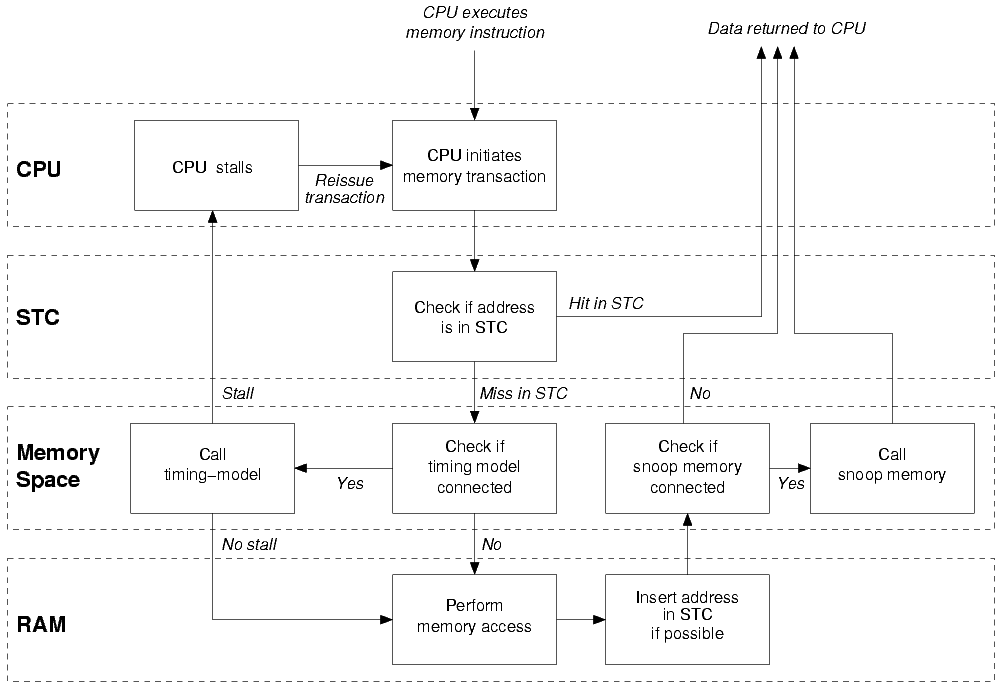 CPU executes
memory instruction
Data returned to CPU
CPU
CPU stalls
Reissue
transaction
CPU initiates
memory transaction
STC
Check if address
is in STC
Hit in STC
Stall
Miss in STC
No
Memory
Space
Call
timing-model
Yes
Check if
timing model
connected
Check if
snoop memory
connected
Yes
Call
snoop memory
No stall
No
RAM
Perform
memory access
Insert address
in STC
if possible